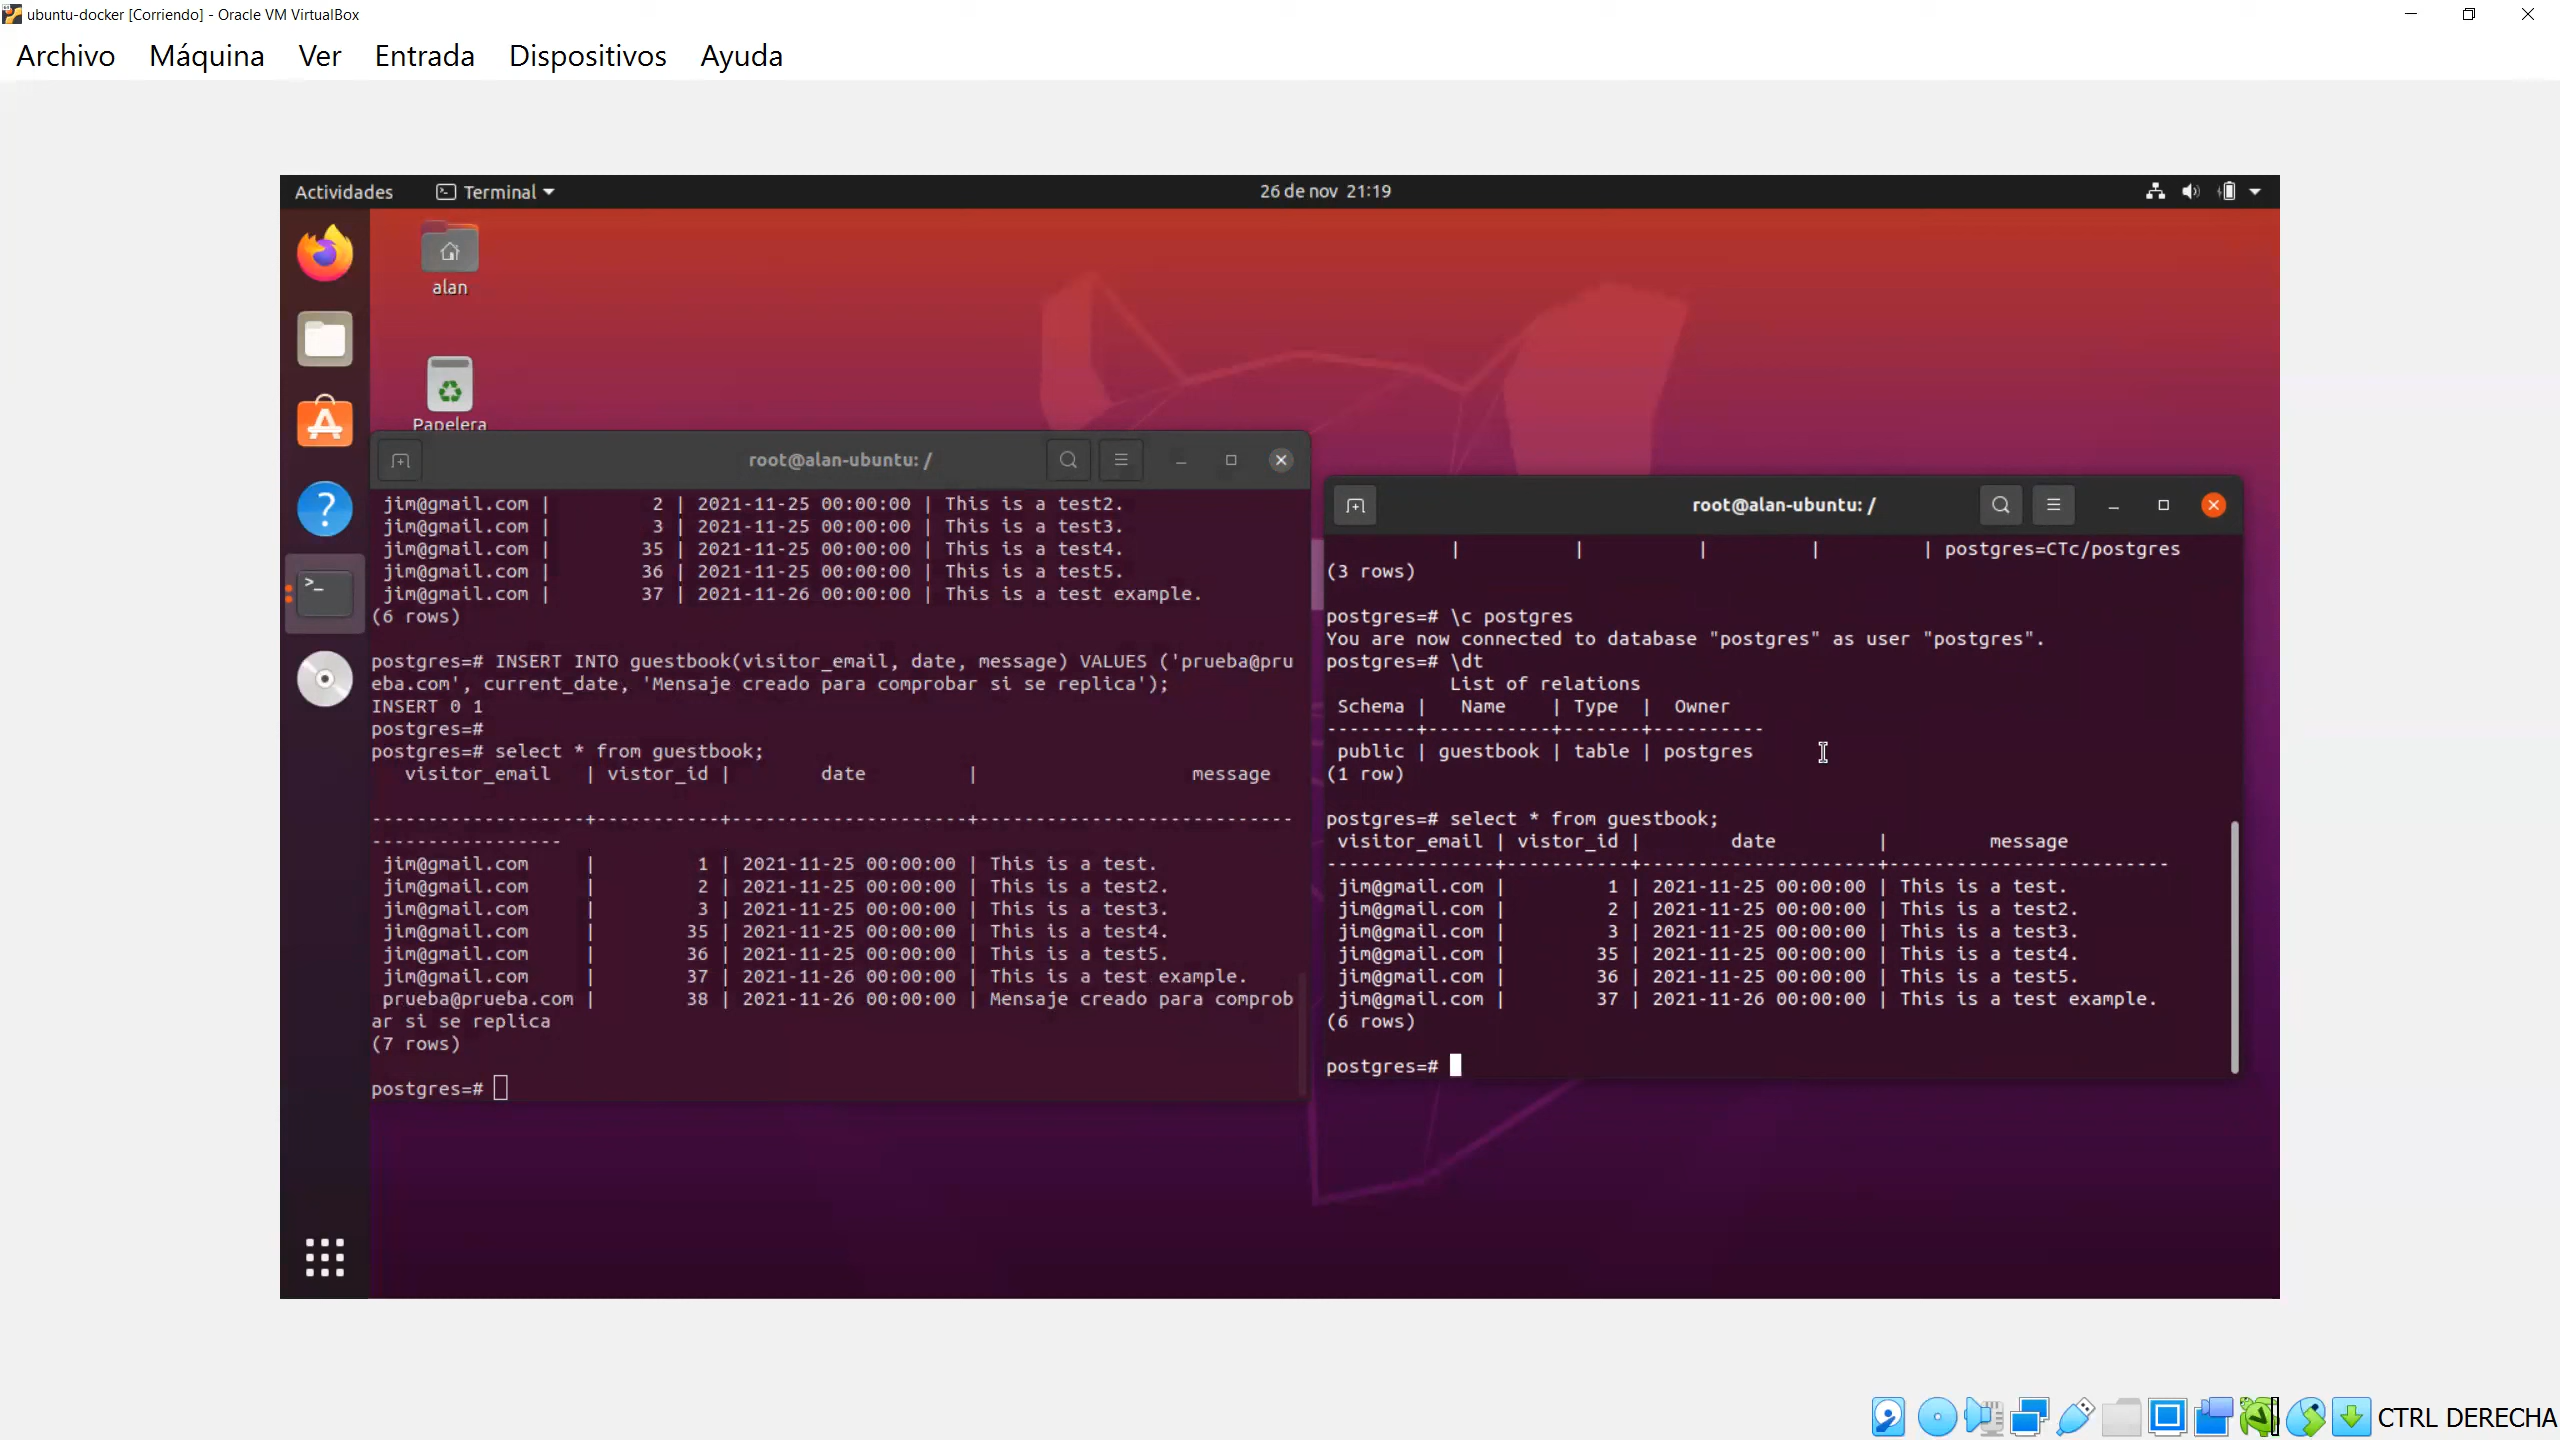 ubuntu-docker [Corriendo] - Oracle VM VirtualBox
Archivo Máquina Ver Entrada Dispositivos Ayuda
Actividades Terminal 26 de nov 21:19
alan
Papelera
root@alan-ubuntu: /
jim@gmail.com | 2 | 2021-11-25 00:00:00 | This is a test2.
jim@gmail.com | 3 | 2021-11-25 00:00:00 | This is a test3.
jim@gmail.com | 35 | 2021-11-25 00:00:00 | This is a test4.
jim@gmail.com | 36 | 2021-11-25 00:00:00 | This is a test5.
jim@gmail.com | 37 | 2021-11-26 00:00:00 | This is a test example.
(6 rows)
postgres=# INSERT INTO guestbook(visitor_email, date, message) VALUES ('prueba@pru
eba.com', current_date, 'Mensaje creado para comprobar si se replica');
INSERT 0 1
postgres=#
postgres=# select * from guestbook;
visitor_email | vistor_id | date | message
------------------+-----------+---------------------+----------------------------
-----------------
jim@gmail.com | 1 | 2021-11-25 00:00:00 | This is a test.
jim@gmail.com | 2 | 2021-11-25 00:00:00 | This is a test2.
jim@gmail.com | 3 | 2021-11-25 00:00:00 | This is a test3.
jim@gmail.com | 35 | 2021-11-25 00:00:00 | This is a test4.
jim@gmail.com | 36 | 2021-11-25 00:00:00 | This is a test5.
jim@gmail.com | 37 | 2021-11-26 00:00:00 | This is a test example.
prueba@prueba.com | 38 | 2021-11-26 00:00:00 | Mensaje creado para comprob
ar si se replica
(7 rows)
postgres=#
root@alan-ubuntu: /
| | | | | postgres=CTc/postgres
(3 rows)
postgres=# \c postgres
You are now connected to database "postgres" as user "postgres".
postgres=# \dt
List of relations
Schema | Name | Type | Owner
--------+-----------+-------+----------
public | guestbook | table | postgres
(1 row)
postgres=# select * from guestbook;
visitor_email | vistor_id | date | message
---------------+-----------+---------------------+-------------------------
jim@gmail.com | 1 | 2021-11-25 00:00:00 | This is a test.
jim@gmail.com | 2 | 2021-11-25 00:00:00 | This is a test2.
jim@gmail.com | 3 | 2021-11-25 00:00:00 | This is a test3.
jim@gmail.com | 35 | 2021-11-25 00:00:00 | This is a test4.
jim@gmail.com | 36 | 2021-11-25 00:00:00 | This is a test5.
jim@gmail.com | 37 | 2021-11-26 00:00:00 | This is a test example.
(6 rows)
postgres=#
CTRL DERECHA